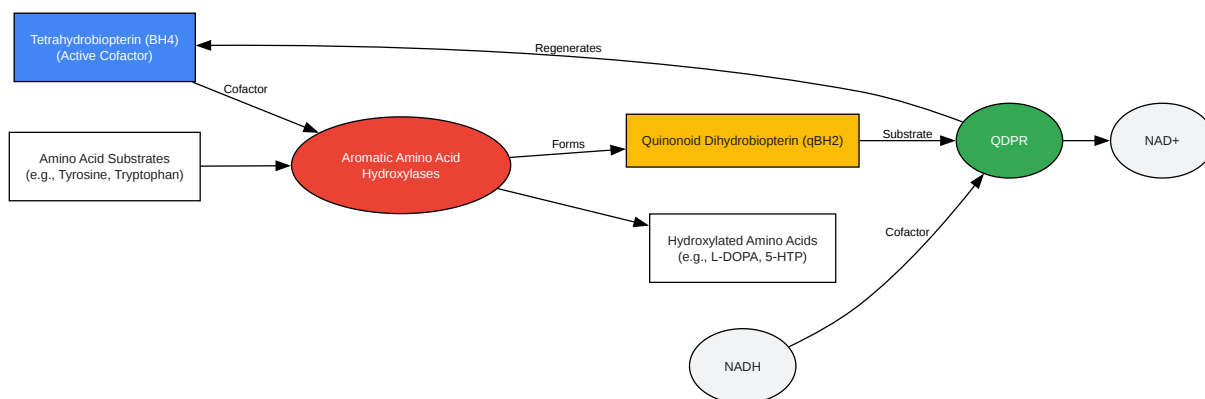 Tetrahydrobiopterin (BH4)
(Active Cofactor)
Regenerates
Cofactor
Amino Acid Substrates
(e.g., Tyrosine, Tryptophan)
Aromatic Amino Acid
Hydroxylases
Forms
Quinonoid Dihydrobiopterin (qBH2)
Substrate
QDPR
NAD+
Hydroxylated Amino Acids
(e.g., L-DOPA, 5-HTP)
Cofactor
NADH